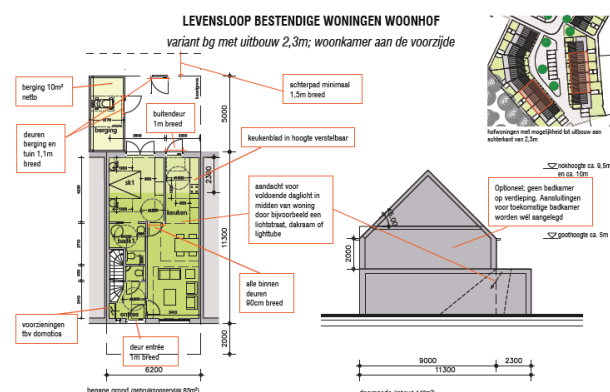 LEVENSLOOP BESTENDIGE WONINGEN WOONHOF
variant bg met uitbouw 2,3m; woonkamer aan de voorzijde
berging 10m²
netto
achterpad minimaal
1,5m breed
buitendeur
1m breed
deuren
berging en
tuin 1,1m
breed
keukenblad in hoogte verstelbaar
berging
5000
hofwoningen met mogelijkheid tot uitbouw aan
achterkant van 2,3m
sk1
keuken
2300
aandacht voor
voldoende daglicht in
midden van woning
door bijvoorbeeld een
lichtstraat, dakraam of
lighttube
nokhoogte ca. 9,5m
en ca. 10m
Optioneel; geen badkamer
op verdieping. Aansluitingen
voor toekomstige badkamer
worden wél aangelegd
goothoogte ca. 5m
2000
11300
badk1
alle binnen
deuren
90cm breed
voorzieningen
tbv domotica
entree
deur entrée
1m breed
2000
6200
9000
2300
11300